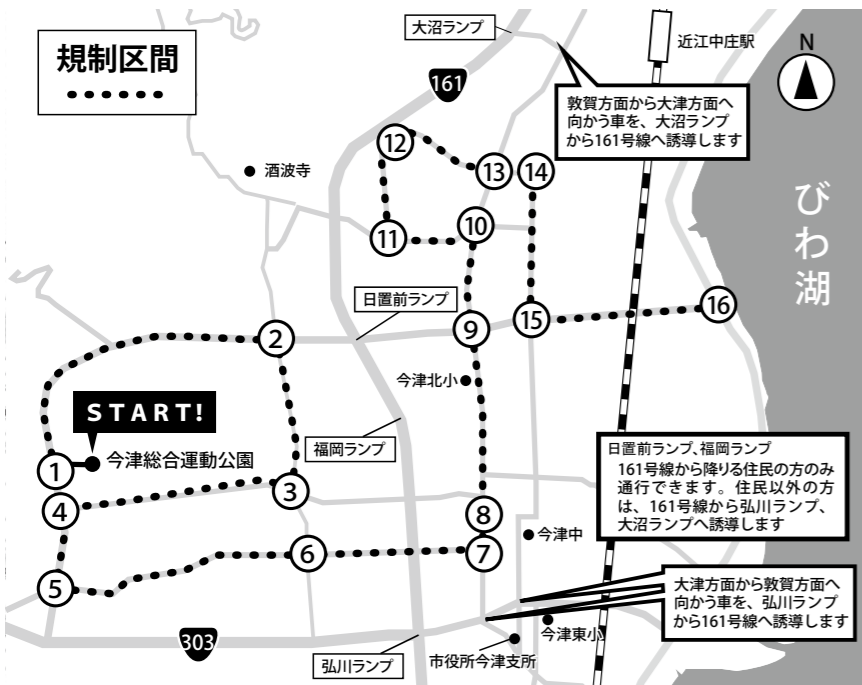 規制区間
大沼ランプ
近江中庄駅
N
161
敦賀方面から大津方面へ
向かう車を、大沼ランプ
から161号線へ誘導します
12
13
14
酒波寺
びわ湖
11
10
日置前ランプ
16
15
9
2
今津北小
START!
福岡ランプ
今津総合運動公園
1
日置前ランプ、福岡ランプ
161号線から降りる住民の方のみ
通行できます。住民以外の方
は、161号線から弘川ランプ、
大沼ランプへ誘導します
3
4
8
今津中
7
6
5
大津方面から敦賀方面へ
向かう車を、弘川ランプ
から161号線へ誘導します
今津東小
303
弘川ランプ
市役所今津支所